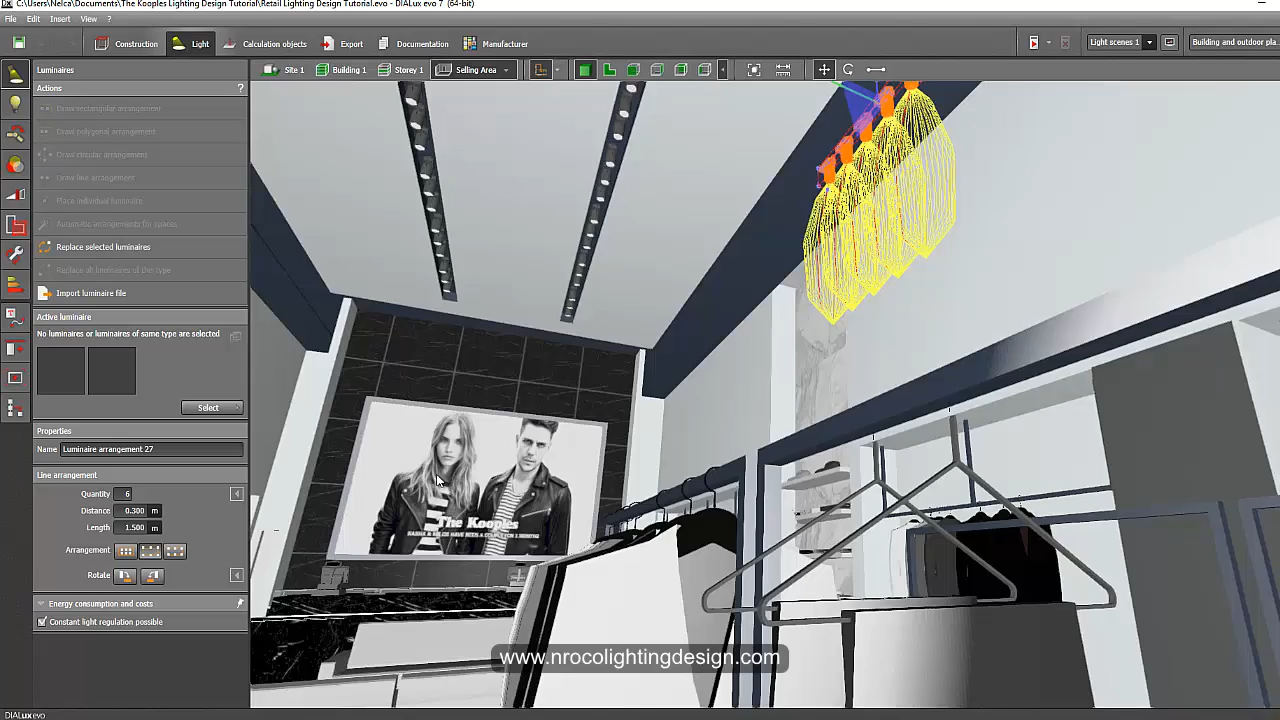 C:\Users\Nelca\Documents\The Kooples Lighting Design Tutorial\Retail Lighting Design Tutorial.evo - DIALux evo 7 (64-bit)
File Edit Insert View ?
Construction Light Calculation objects Export Documentation Manufacturer Light scenes 1 Building and outdoor pla
Luminaires Site 1 Building 1 Storey 1 Selling Area
Actions ?
Draw rectangular arrangement
Draw polygonal arrangement
Draw circular arrangement
Draw line arrangement
Place individual luminaire
Automatic arrangements for spaces
Replace selected luminaires
Replace all luminaires of this type
Import luminaire file
Active luminaire
No luminaires or luminaires of same type are selected
Select
Properties
Name Luminaire arrangement 27
Line arrangement
Quantity 6
Distance 0.300 m
Length 1.500 m
Arrangement
Rotate
Energy consumption and costs
Constant light regulation possible
The Kooples
www.nrocolightingdesign.com
DIALux evo